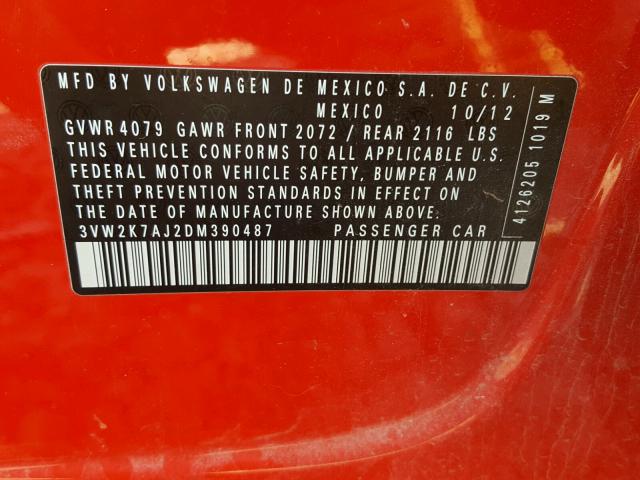 MFD BY VOLKSWAGEN DE MEXICO S.A. DE C.V.
MEXICO 10/12
GVWR 4079 GAWR FRONT 2072 / REAR 2116 LBS
THIS VEHICLE CONFORMS TO ALL APPLICABLE U.S.
FEDERAL MOTOR VEHICLE SAFETY, BUMPER AND
THEFT PREVENTION STANDARDS IN EFFECT ON
THE DATE OF MANUFACTURE SHOWN ABOVE.
3VW2K7AJ2DM390487 PASSENGER CAR
4126205 1019 M